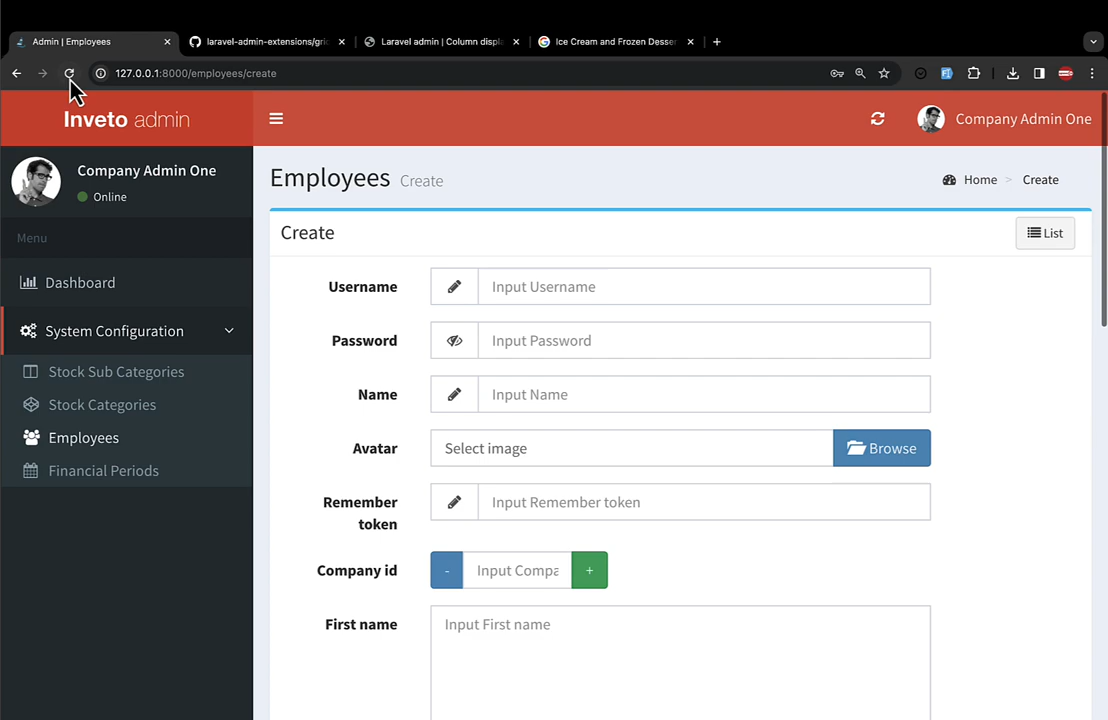 Admin | Employees
laravel-admin-extensions/gric
Laravel admin | Column displa
Ice Cream and Frozen Desser
127.0.0.1:8000/employees/create
Inveto admin
Company Admin One
Company Admin One
Online
Employees Create
Home > Create
Menu
Create
List
Dashboard
Username
Input Username
System Configuration
Password
Input Password
Stock Sub Categories
Name
Input Name
Stock Categories
Employees
Avatar
Select image
Browse
Financial Periods
Remember token
Input Remember token
Company id
-
Input Compa
+
First name
Input First name